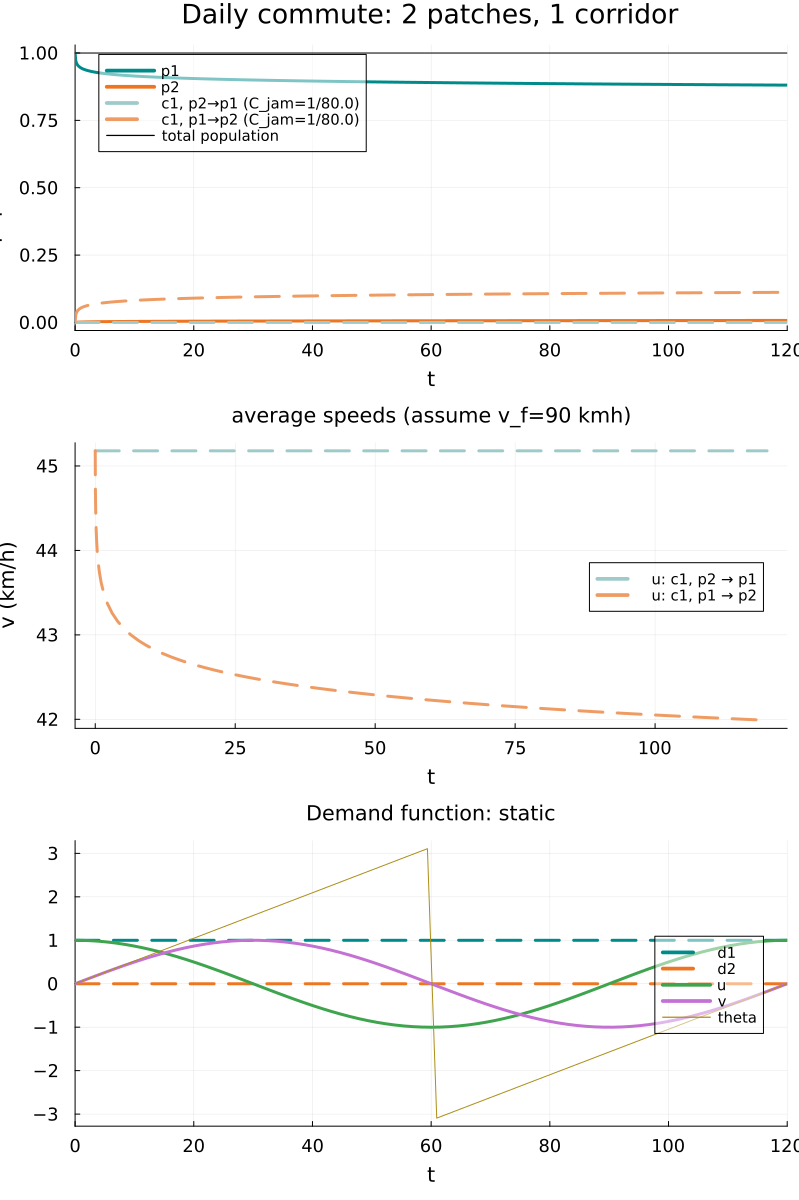 Daily commute: 2 patches, 1 corridor
1.00
0.75
0.50
0.25
0.00
p1
p2
c1, p2→p1 (C_jam=1/80.0)
c1, p1→p2 (C_jam=1/80.0)
total population
0 20 40 60 80 100 120
t
average speeds (assume v_f=90 kmh)
v (km/h)
45
44
43
42
u: c1, p2 → p1
u: c1, p1 → p2
0 25 50 75 100
t
Demand function: static
3
2
1
0
−1
−2
−3
d1
d2
u
v
theta
0 20 40 60 80 100 120
t